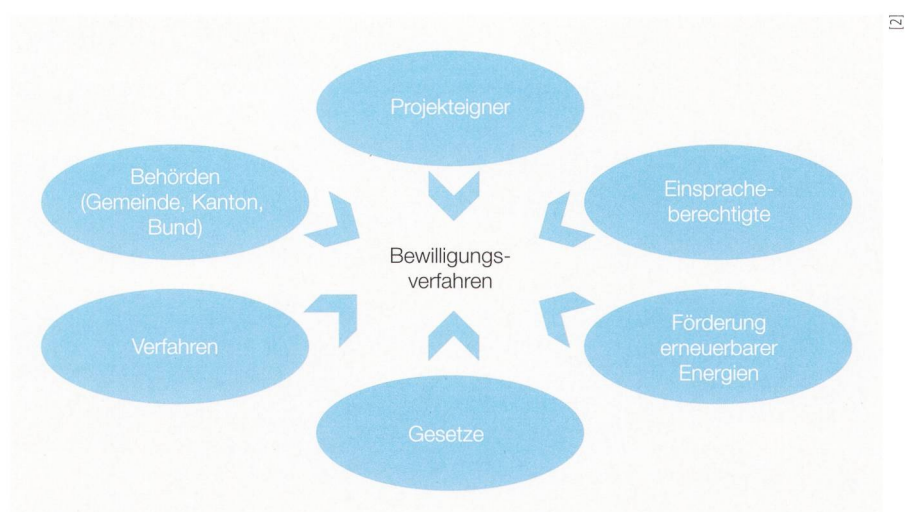 [2]
Projekteigner
Behörden
(Gemeinde, Kanton,
Bund)
Einsprache-
berechtigte
Bewilligungs-
verfahren
Verfahren
Förderung
erneuerbarer
Energien
Gesetze